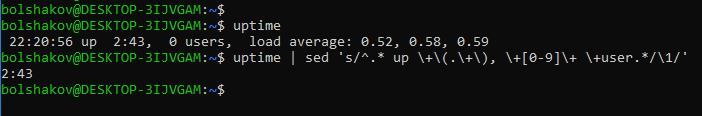 bolshakov@DESKTOP-3IJVGAM:~$
bolshakov@DESKTOP-3IJVGAM:~$ uptime
 22:20:56 up  2:43,  0 users,  load average: 0.52, 0.58, 0.59
bolshakov@DESKTOP-3IJVGAM:~$ uptime | sed 's/^.* up \+\(.\+\), \+[0-9]\+ \+user.*/\1/'
2:43
bolshakov@DESKTOP-3IJVGAM:~$